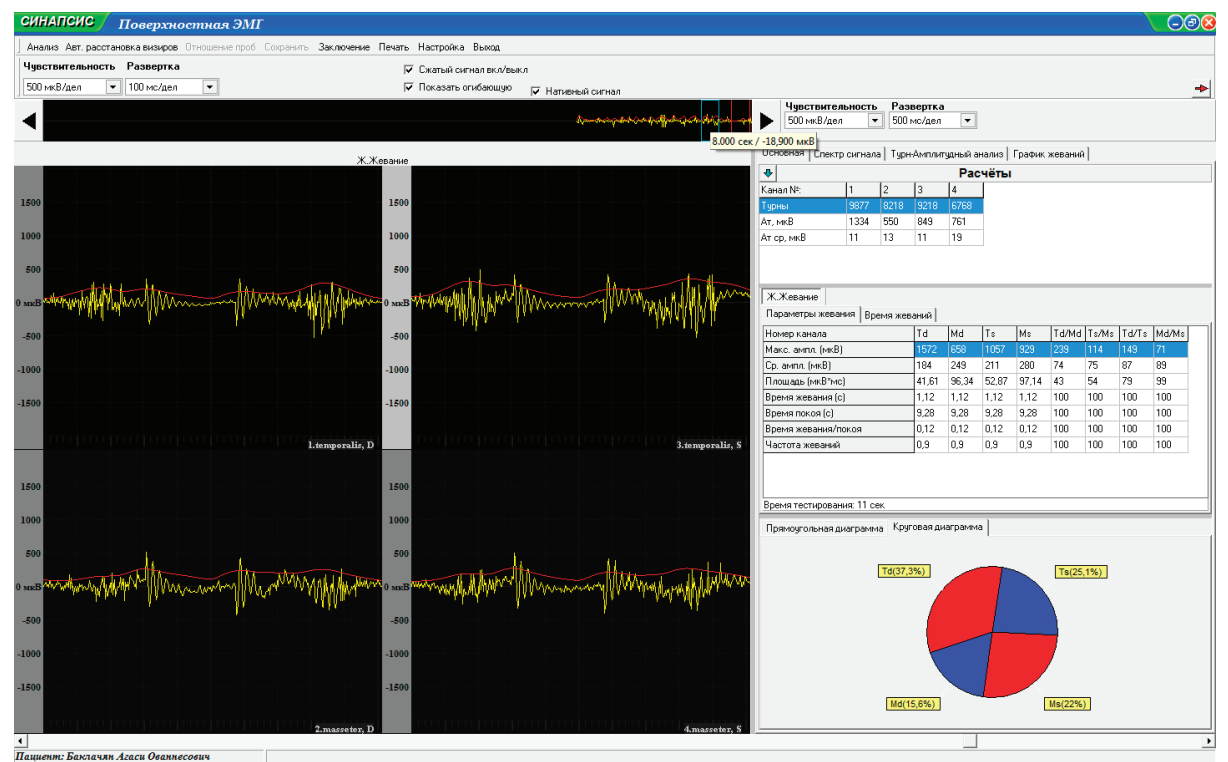 СИНАПСИС Поверхностная ЭМГ
Анализ Авт. расстановка визиров Отношение проб Сохранить Заключение Печать Настройка Выход
Чувствительность Развертка
500 мкВ/дел 100 мс/дел
Сжатый сигнал вкл/выкл
Показать огибающую Нативный сигнал
Чувствительность Развертка
500 мкВ/дел 500 мс/дел
8.000 сек / -18,900 мкВ
Ж.Жевание
1500
1000
500
0 мкВ
-500
-1000
-1500
1.temporalis, D
1500
1000
500
0 мкВ
-500
-1000
-1500
3.temporalis, S
1500
1000
500
0 мкВ
-500
-1000
-1500
2.masseter, D
1500
1000
500
0 мкВ
-500
-1000
-1500
4.masseter, S
Основная Спектр сигнала Турн-Амплитудный анализ График жеваний
Расчёты
Канал №: 1 2 3 4
Турны 9877 8218 9218 6768
Ат, мкВ 1334 550 849 761
Ат ср, мкВ 11 13 11 19
Ж.Жевание
Параметры жевания Время жеваний
Номер канала Td Md Ts Ms Td/Md Ts/Ms Td/Ts Md/Ms
Макс. ампл. (мкВ) 1572 658 1057 929 239 114 149 71
Ср. ампл. (мкВ) 184 249 211 280 74 75 87 89
Площадь (мкВ*мс) 41,61 96,34 52,87 97,14 43 54 79 99
Время жевания (с) 1,12 1,12 1,12 1,12 100 100 100 100
Время покоя (с) 9,28 9,28 9,28 9,28 100 100 100 100
Время жевания/покоя 0,12 0,12 0,12 0,12 100 100 100 100
Частота жеваний 0,9 0,9 0,9 0,9 100 100 100 100
Время тестирования: 11 сек.
Прямоугольная диаграмма Круговая диаграмма
Td(37,3%) Ts(25,1%)
Md(15,6%) Ms(22%)
Пациент: Баклачян Агаси Ованнесович